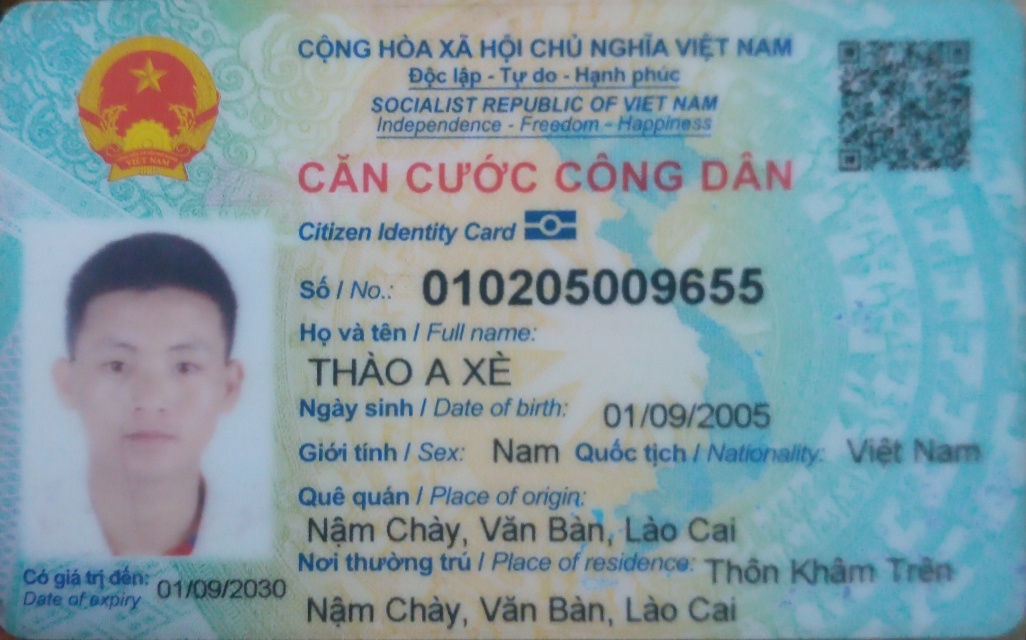 CỘNG HÒA XÃ HỘI CHỦ NGHĨA VIỆT NAM
Độc lập - Tự do - Hạnh phúc
SOCIALIST REPUBLIC OF VIET NAM
Independence - Freedom - Happiness
CĂN CƯỚC CÔNG DÂN
Citizen Identity Card
VIỆT NAM
Số / No.: 010205009655
Họ và tên / Full name:
THÀO A XÈ
Ngày sinh / Date of birth: 01/09/2005
Giới tính / Sex: Nam Quốc tịch / Nationality: Việt Nam
Quê quán / Place of origin:
Nậm Chày, Văn Bàn, Lào Cai
Nơi thường trú / Place of residence: Thôn Khâm Trên
Nậm Chày, Văn Bàn, Lào Cai
Có giá trị đến: 01/09/2030
Date of expiry